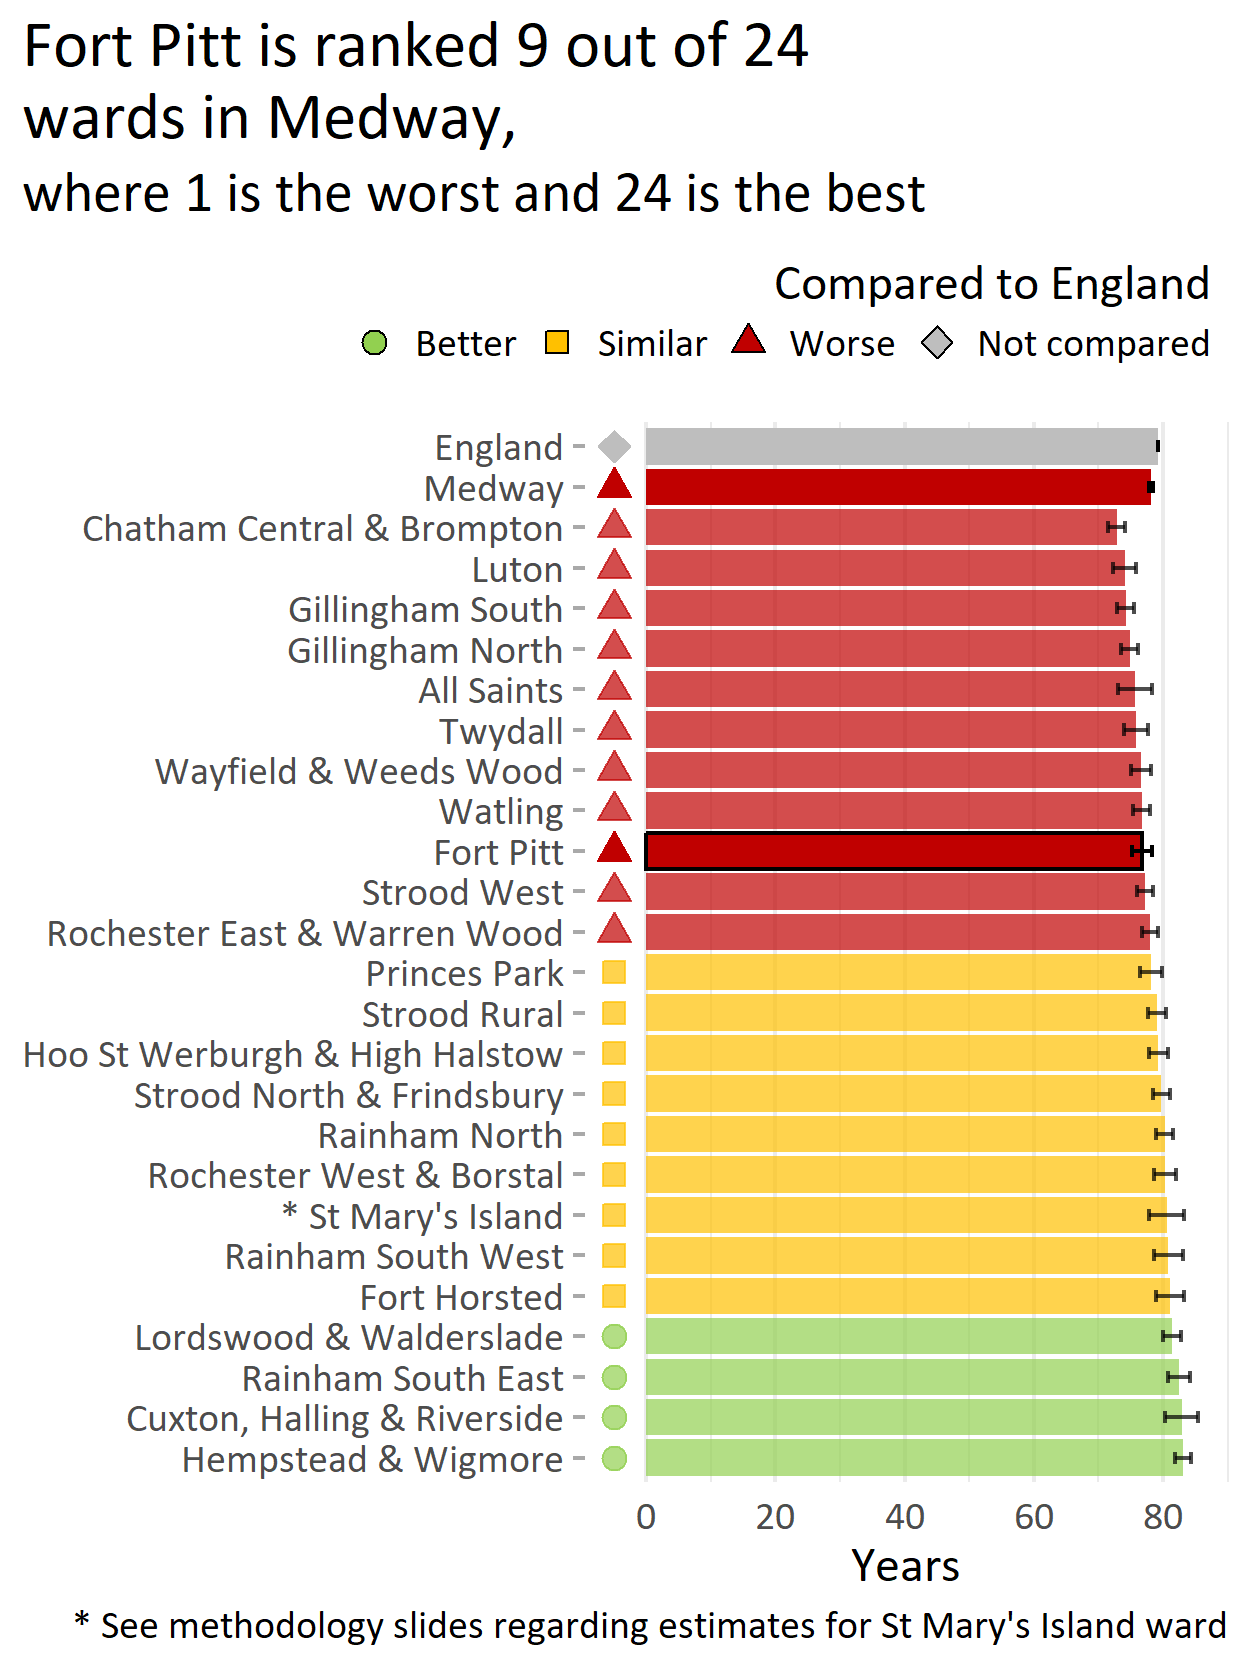 Fort Pitt is ranked 9 out of 24
wards in Medway,
where 1 is the worst and 24 is the best
Compared to England
Better Similar Worse Not compared
England
Medway
Chatham Central & Brompton
Luton
Gillingham South
Gillingham North
All Saints
Twydall
Wayfield & Weeds Wood
Watling
Fort Pitt
Strood West
Rochester East & Warren Wood
Princes Park
Strood Rural
Hoo St Werburgh & High Halstow
Strood North & Frindsbury
Rainham North
Rochester West & Borstal
* St Mary's Island
Rainham South West
Fort Horsted
Lordswood & Walderslade
Rainham South East
Cuxton, Halling & Riverside
Hempstead & Wigmore
0 20 40 60 80
Years
* See methodology slides regarding estimates for St Mary's Island ward